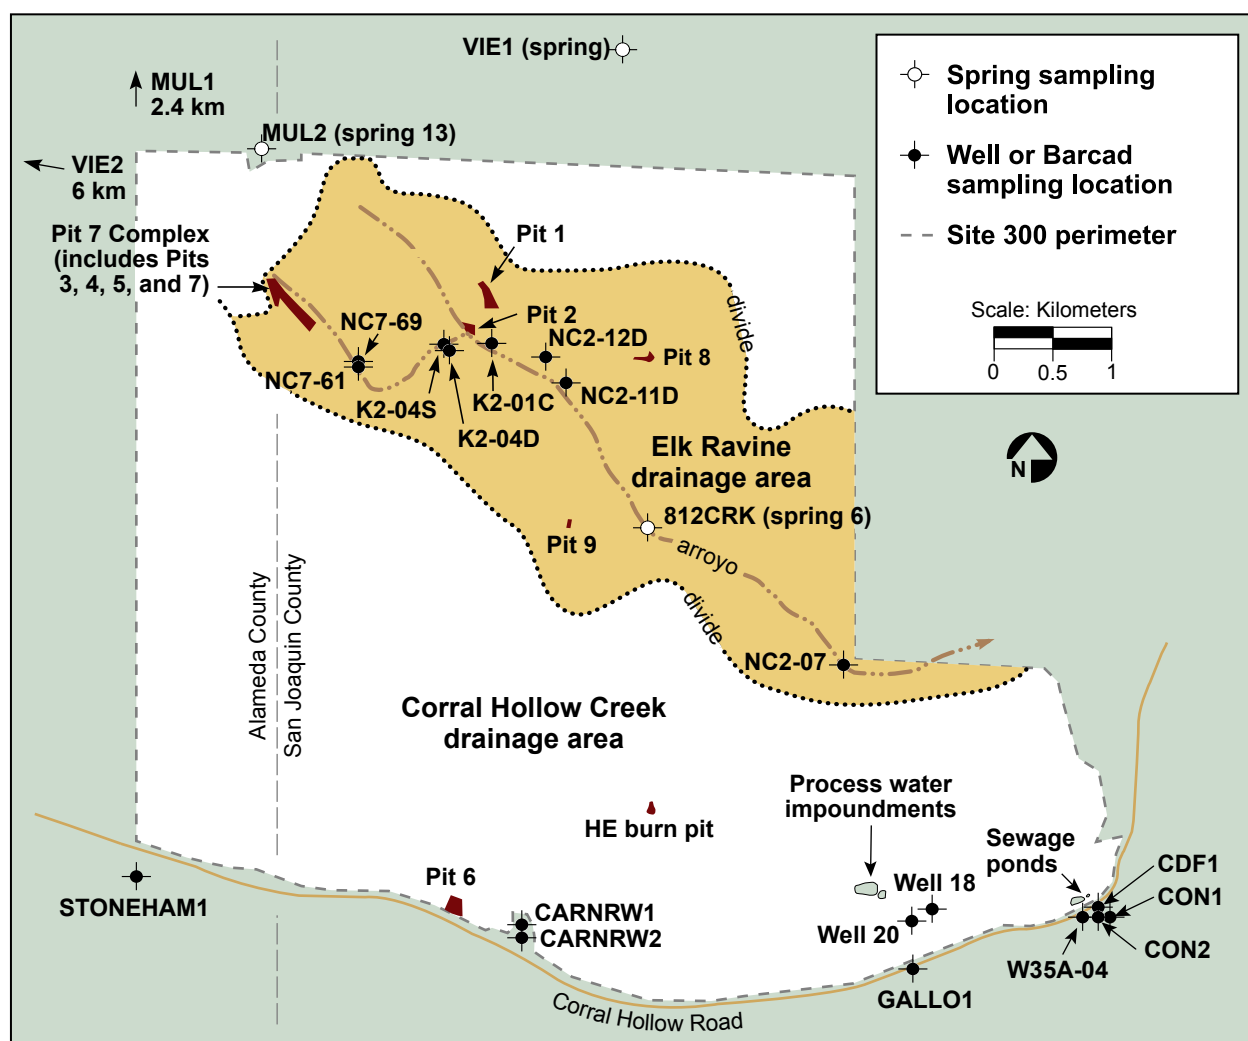 VIE1 (spring)
MUL1
2.4 km
MUL2 (spring 13)
VIE2
6 km
Pit 7 Complex
(includes Pits
3, 4, 5, and 7)
Pit 1
Pit 2
NC7-69
NC7-61
NC2-12D
Pit 8
divide
K2-04S
K2-01C
NC2-11D
K2-04D
Elk Ravine
drainage area
812CRK (spring 6)
Pit 9
arroyo
divide
NC2-07
Alameda County
San Joaquin County
Corral Hollow Creek
drainage area
HE burn pit
Process water
impoundments
Sewage
ponds
CDF1
CON1
CON2
W35A-04
Well 18
Well 20
GALLO1
Pit 6
CARNRW1
CARNRW2
STONEHAM1
Corral Hollow Road
Spring sampling
location
Well or Barcad
sampling location
Site 300 perimeter
Scale: Kilometers
0 0.5 1
N